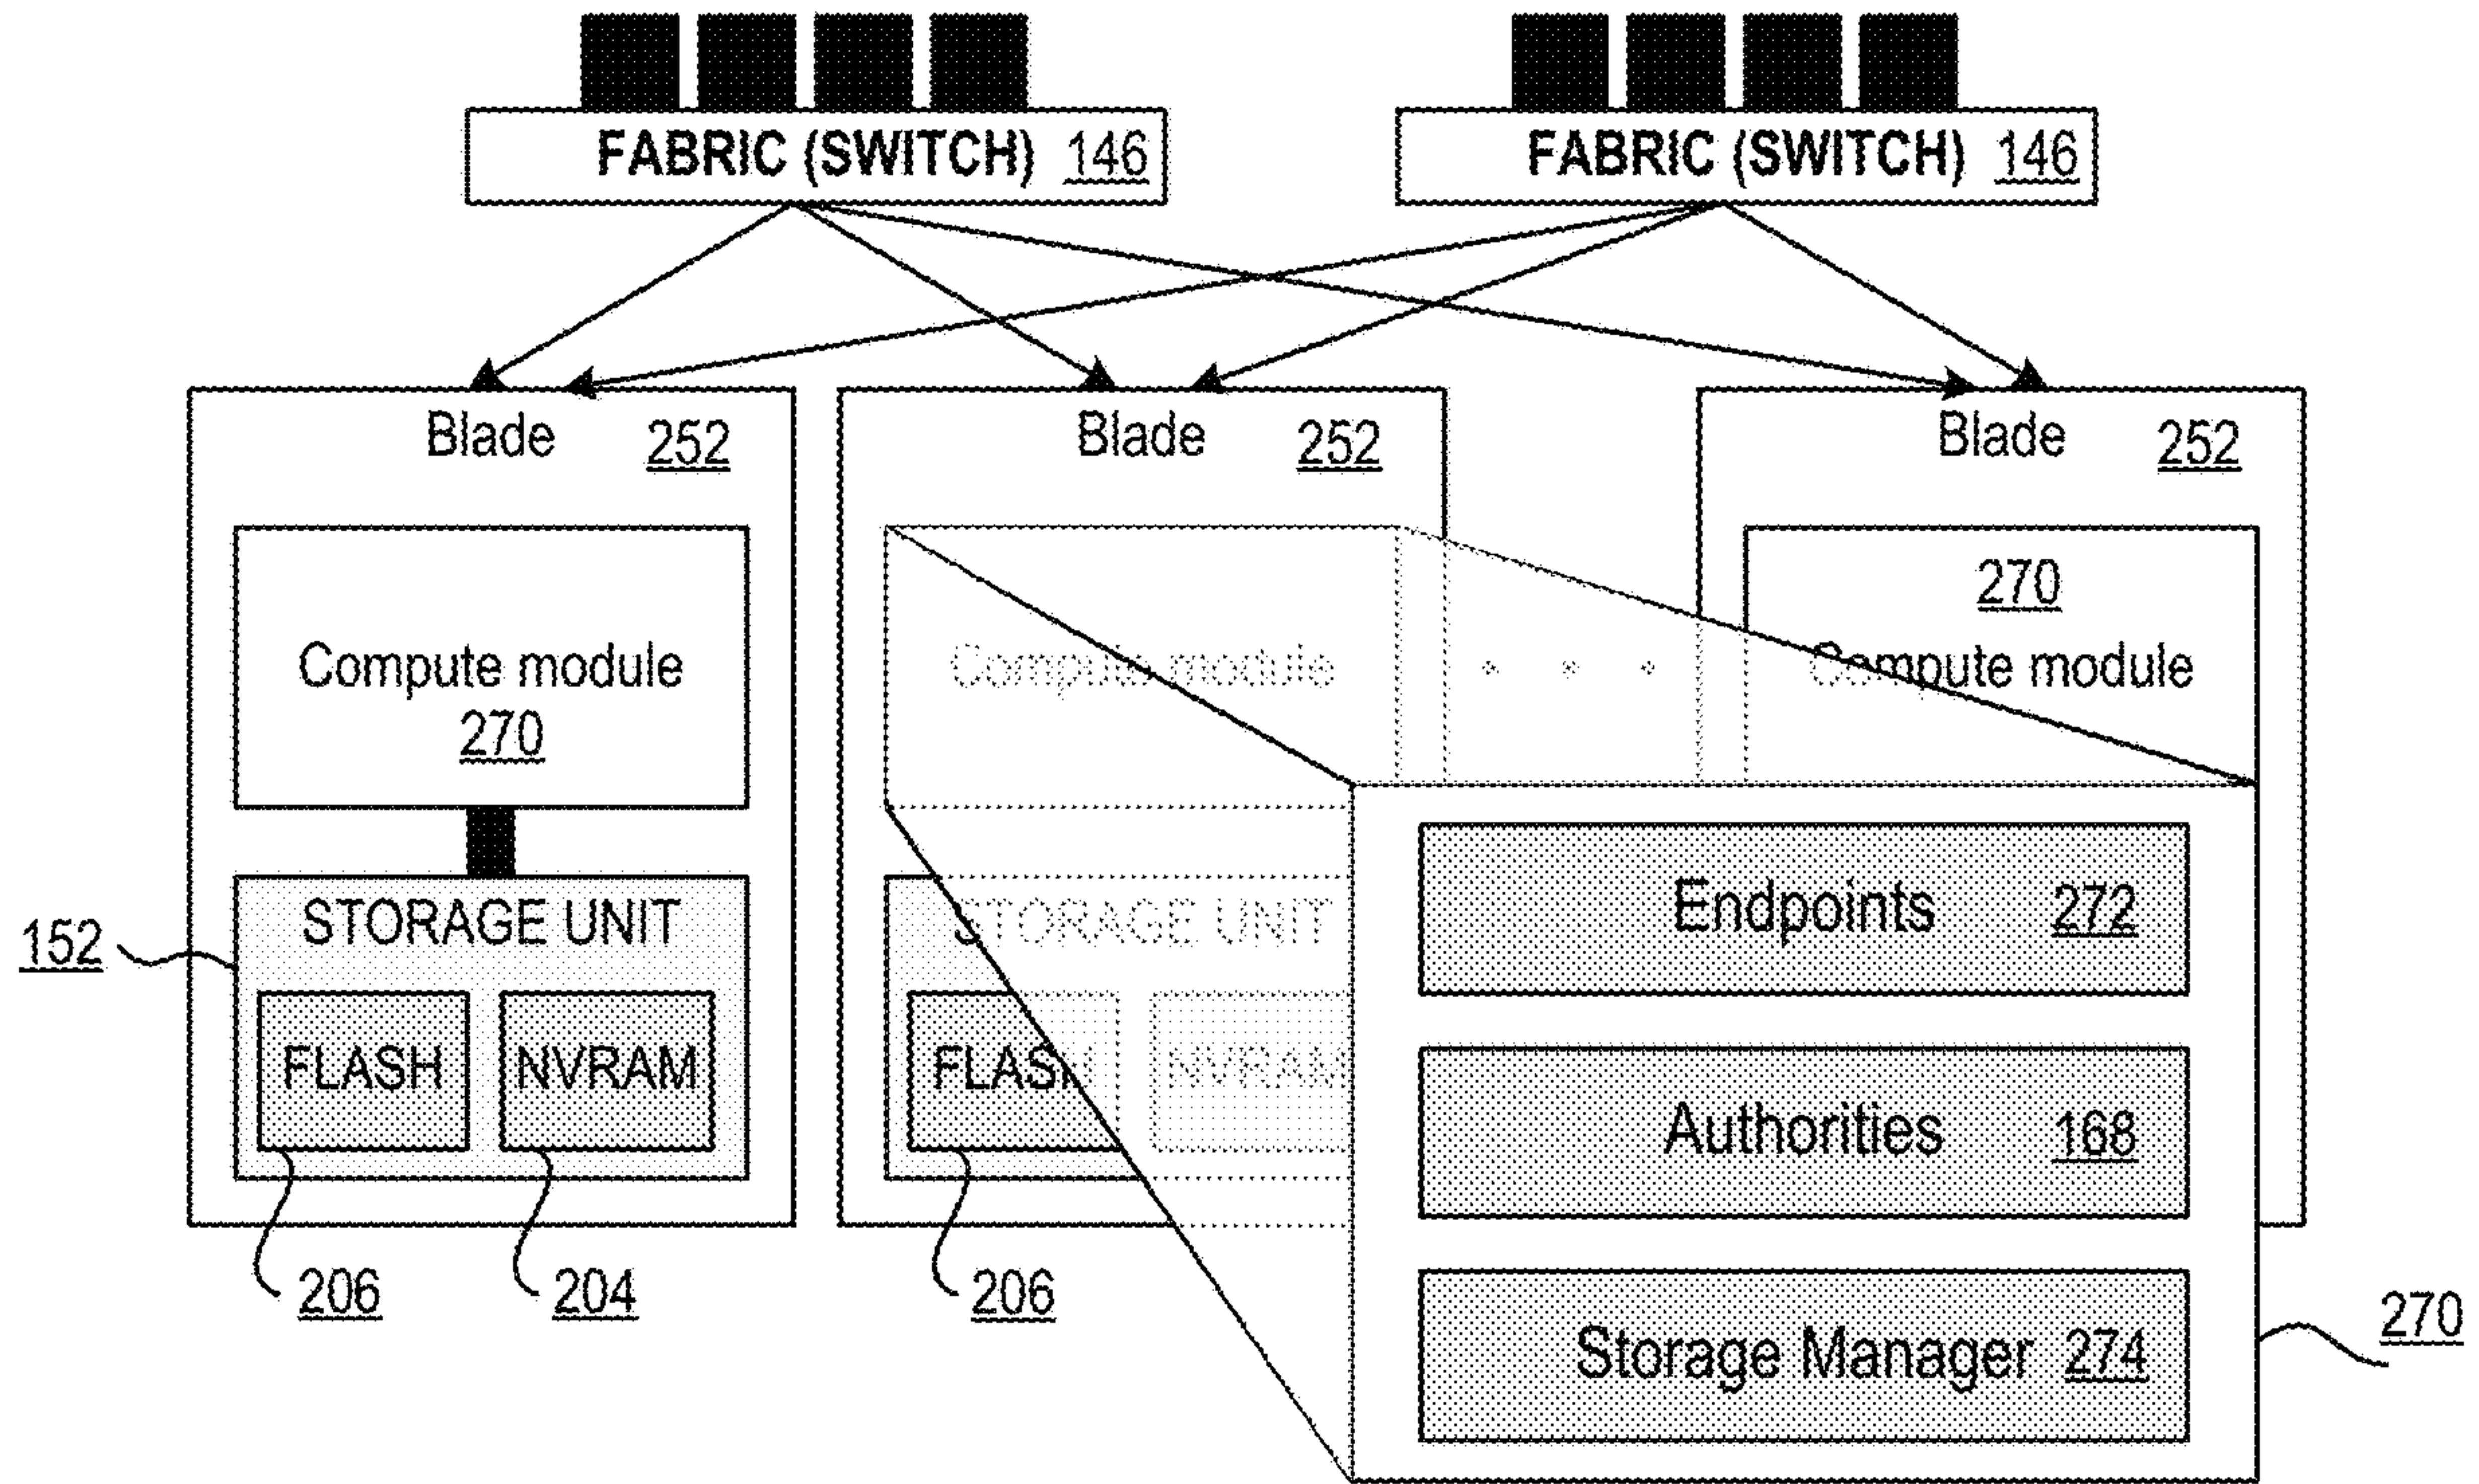 FABRIC (SWITCH) 146
FABRIC (SWITCH) 146
Blade 252
Blade 252
Blade 252
Compute module
270
Compute module
. . .
270
Compute module
152
STORAGE UNIT
FLASH
NVRAM
206
204
STORAGE UNIT
FLASH
NVRAM
206
Endpoints 272
Authorities 168
Storage Manager 274
270